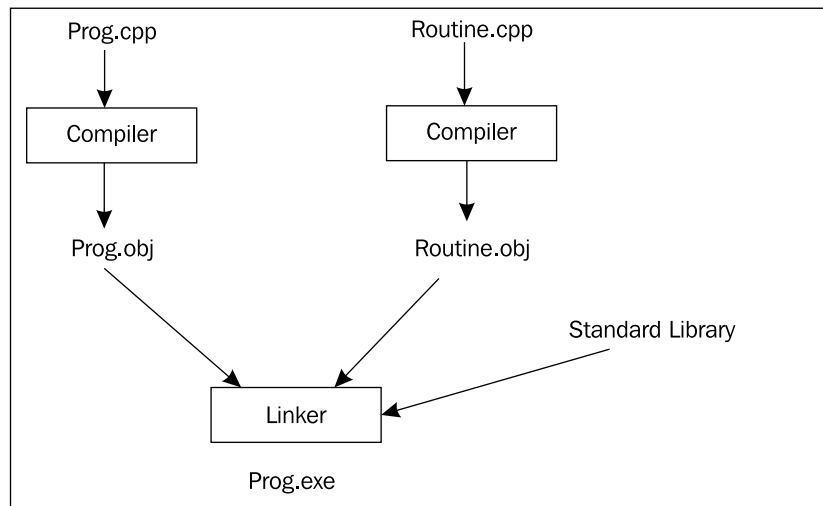 Prog.cpp
Routine.cpp
Compiler
Compiler
Prog.obj
Routine.obj
Standard Library
Linker
Prog.exe